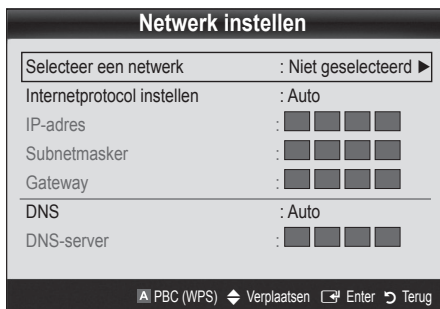 Netwerk instellen
Selecteer een netwerk : Niet geselecteerd ▶
Internetprotocol instellen : Auto
IP-adres :
Subnetmasker :
Gateway :
DNS : Auto
DNS-server :
A PBC (WPS) Verplaatsen Enter Terug